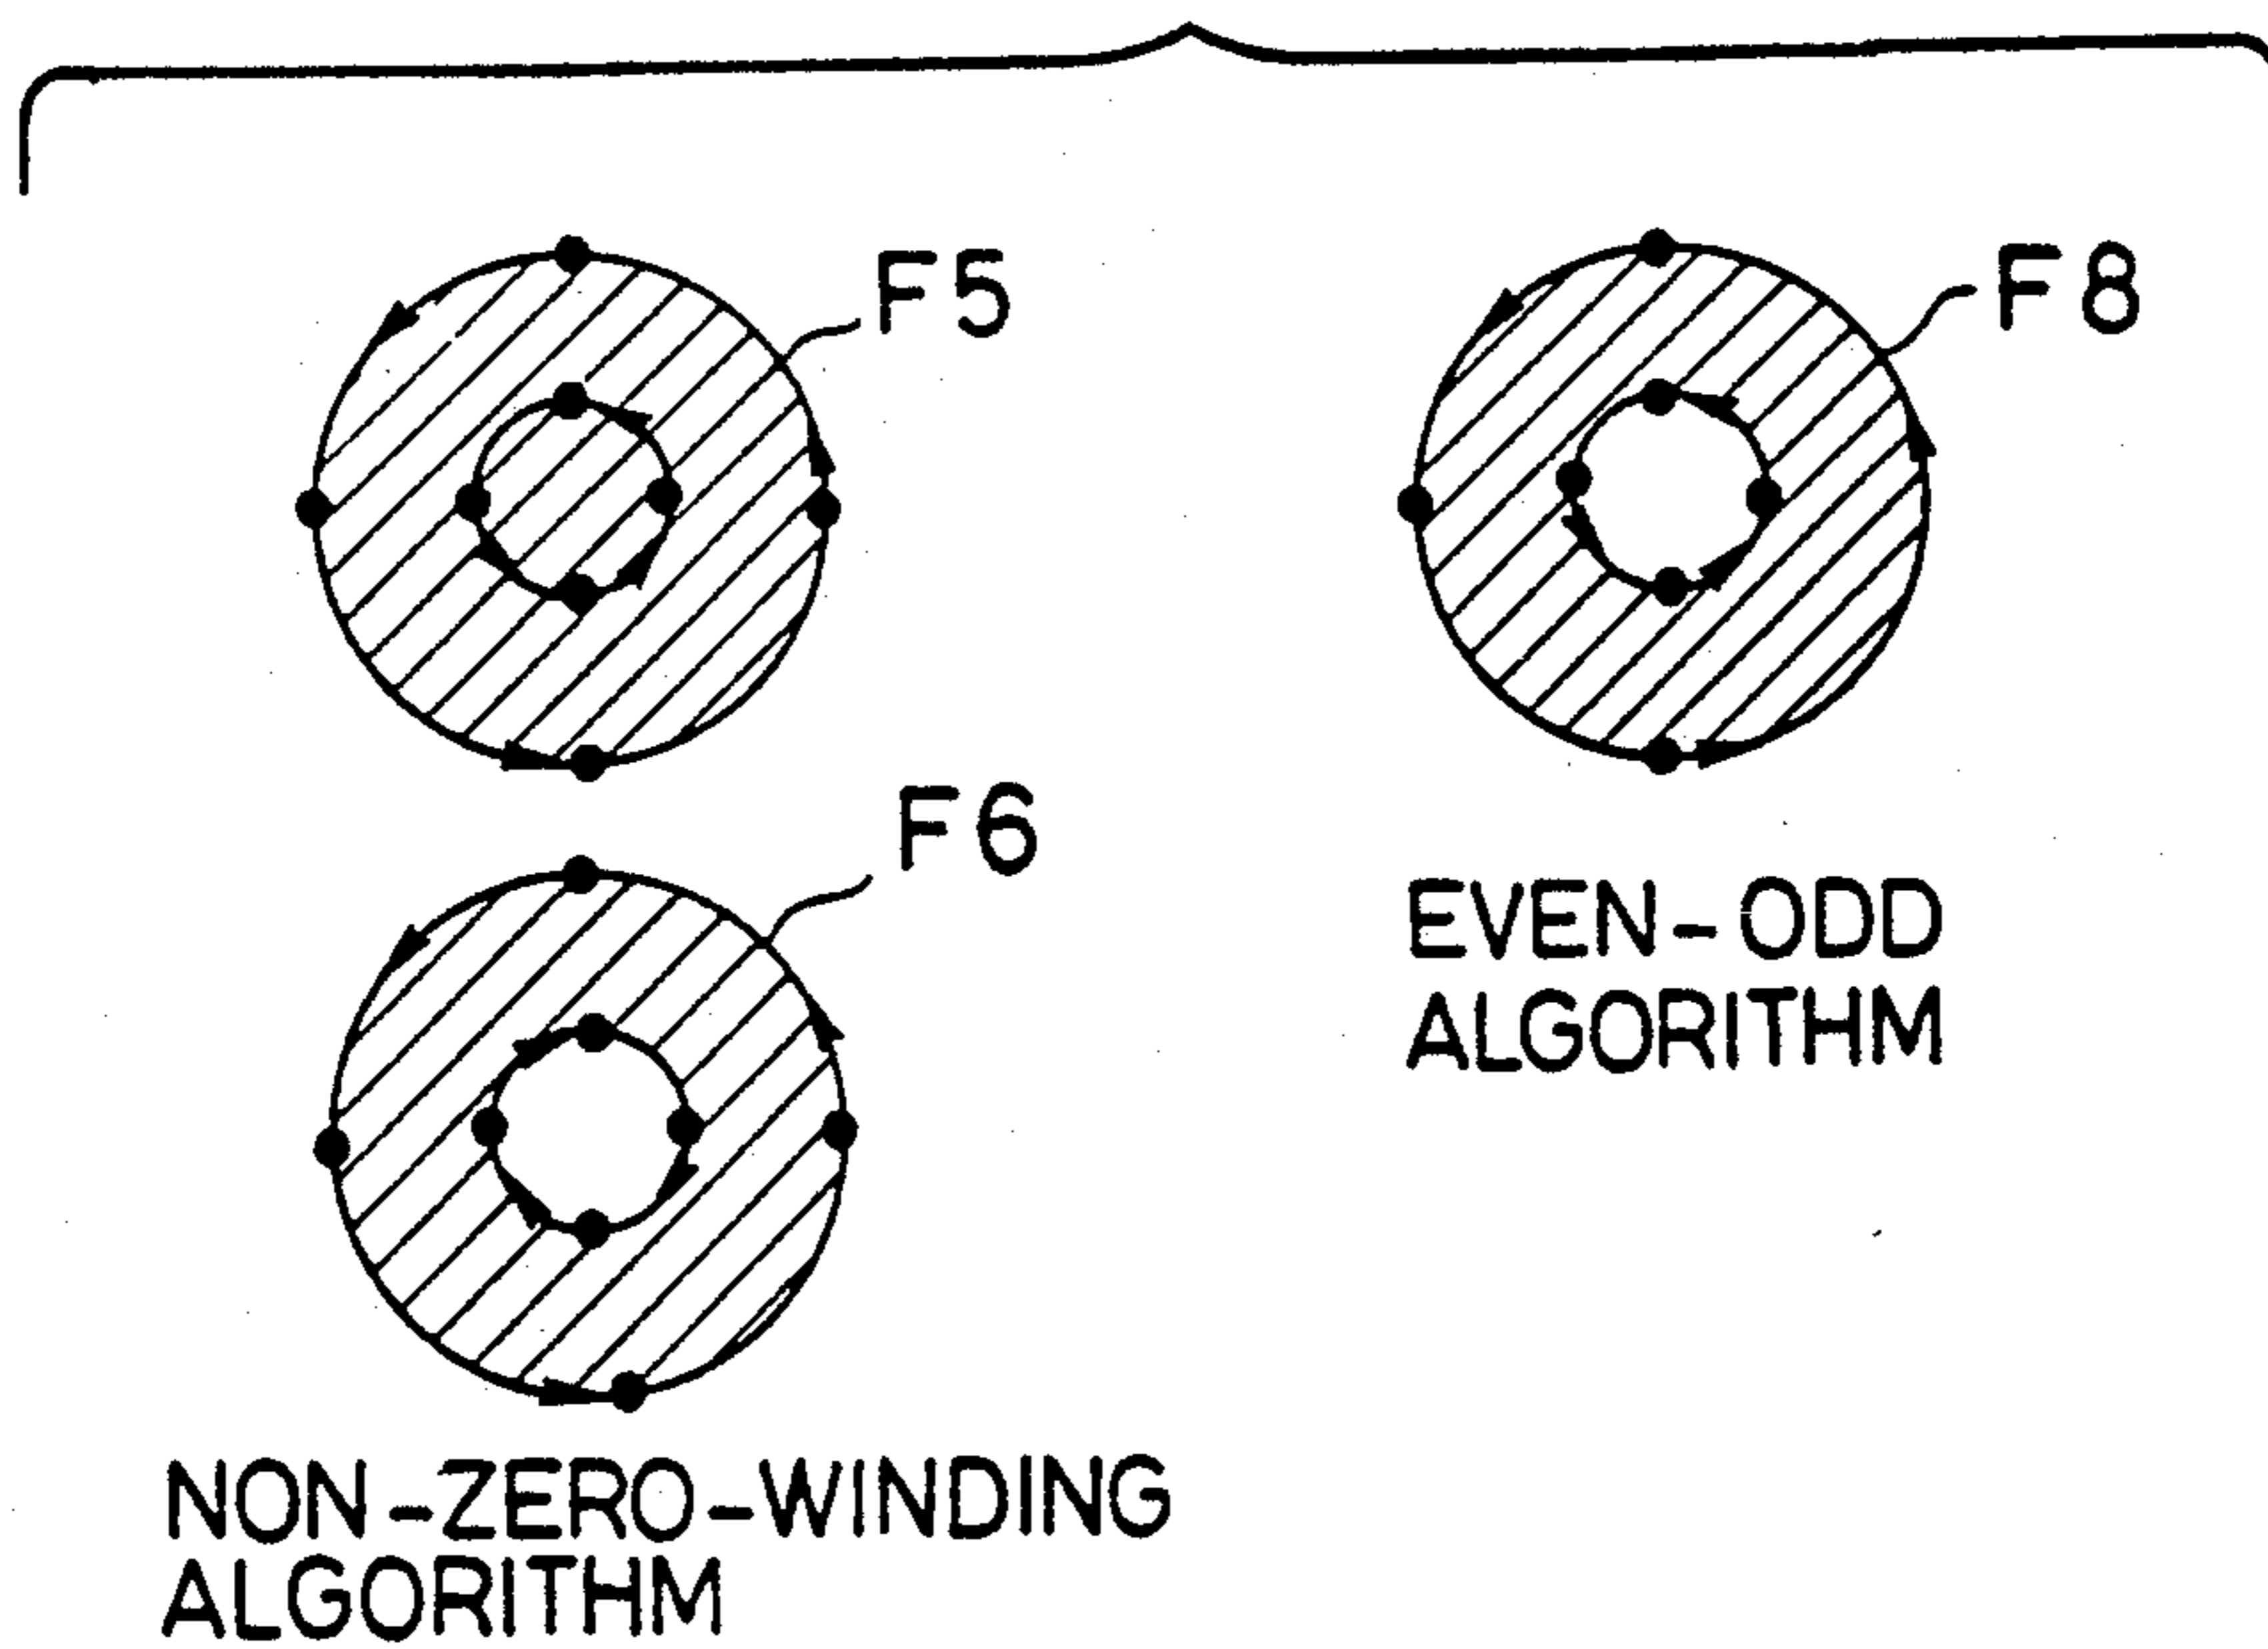 F5
F8
F6
EVEN-ODD
ALGORITHM
NON-ZERO-WINDING
ALGORITHM